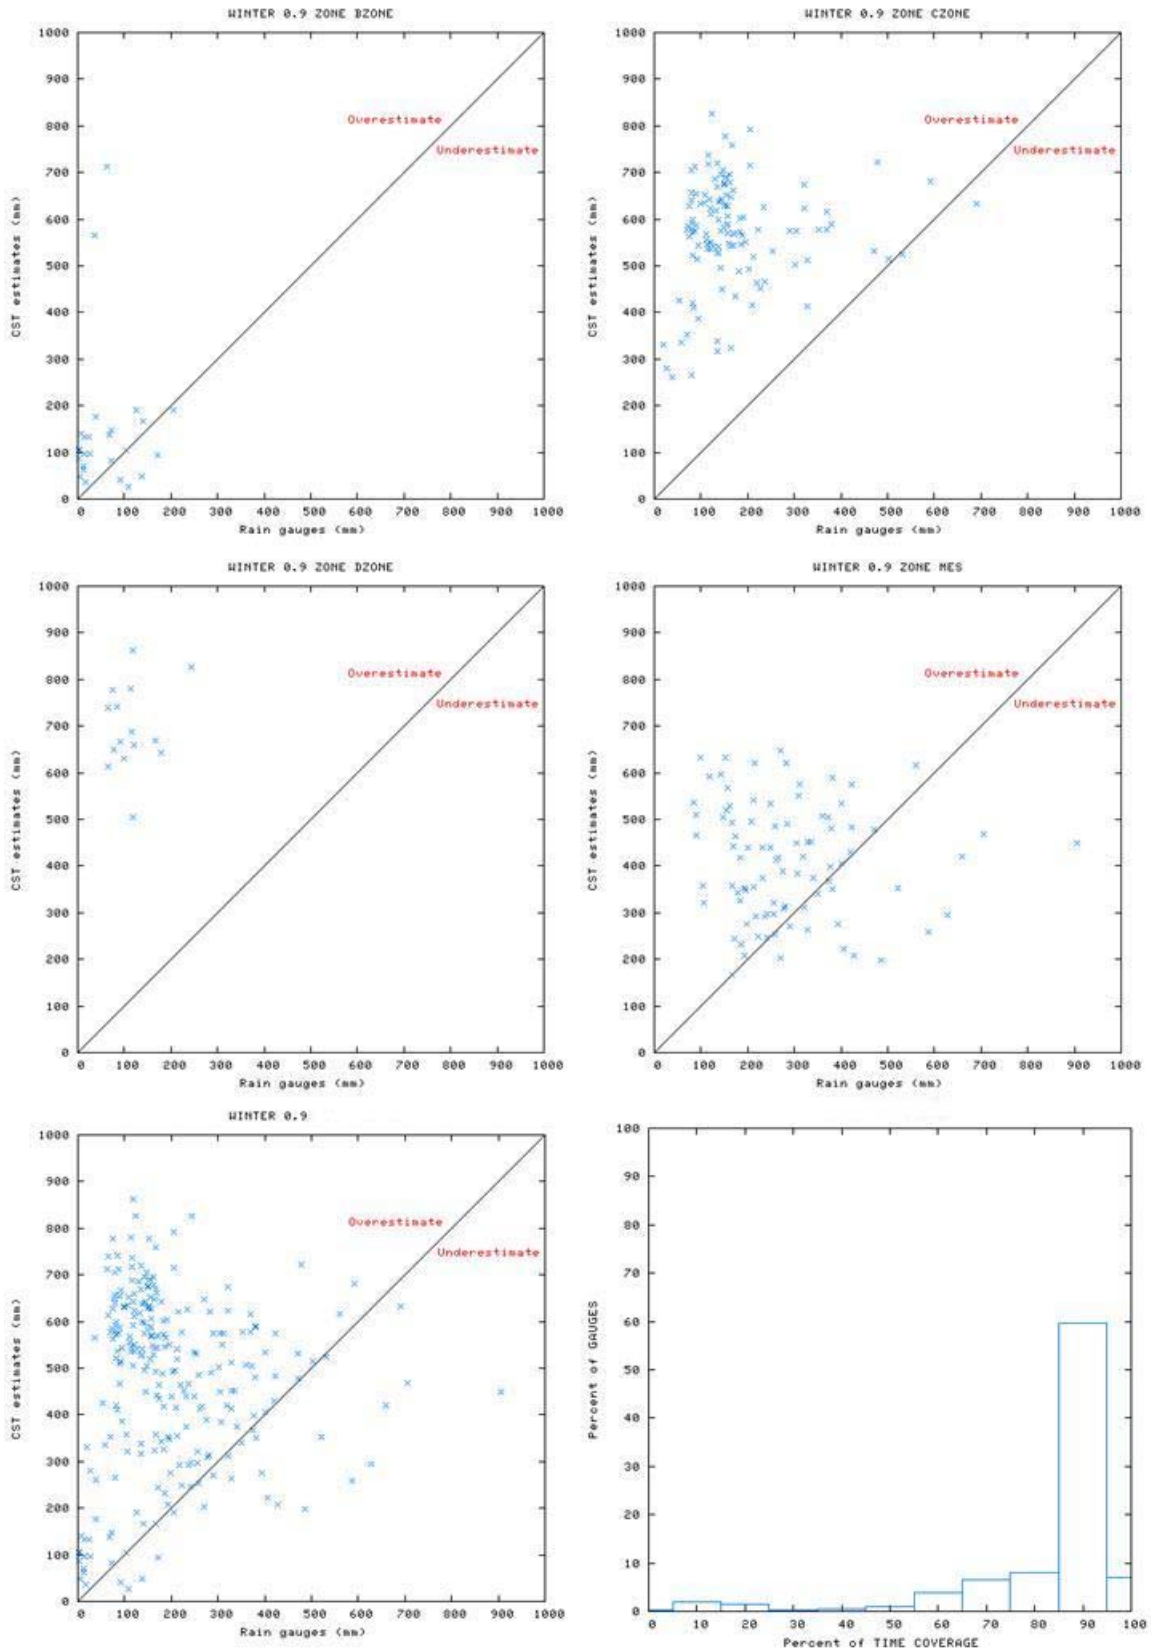 WINTER 0.9 ZONE BZONE
1000
900
800
700
600
500
400
300
200
100
0
CST estimates (mm)
Overestimate
Underestimate
0 100 200 300 400 500 600 700 800 900 1000
Rain gauges (mm)
WINTER 0.9 ZONE CZONE
1000
900
800
700
600
500
400
300
200
100
0
CST estimates (mm)
Overestimate
Underestimate
0 100 200 300 400 500 600 700 800 900 1000
Rain gauges (mm)
WINTER 0.9 ZONE DZONE
1000
900
800
700
600
500
400
300
200
100
0
CST estimates (mm)
Overestimate
Underestimate
0 100 200 300 400 500 600 700 800 900 1000
Rain gauges (mm)
WINTER 0.9 ZONE MES
1000
900
800
700
600
500
400
300
200
100
0
CST estimates (mm)
Overestimate
Underestimate
0 100 200 300 400 500 600 700 800 900 1000
Rain gauges (mm)
WINTER 0.9
1000
900
800
700
600
500
400
300
200
100
0
CST estimates (mm)
Overestimate
Underestimate
0 100 200 300 400 500 600 700 800 900 1000
Rain gauges (mm)
100
90
80
70
60
50
40
30
20
10
0
Percent of GAUGES
0 10 20 30 40 50 60 70 80 90 100
Percent of TIME COVERAGE